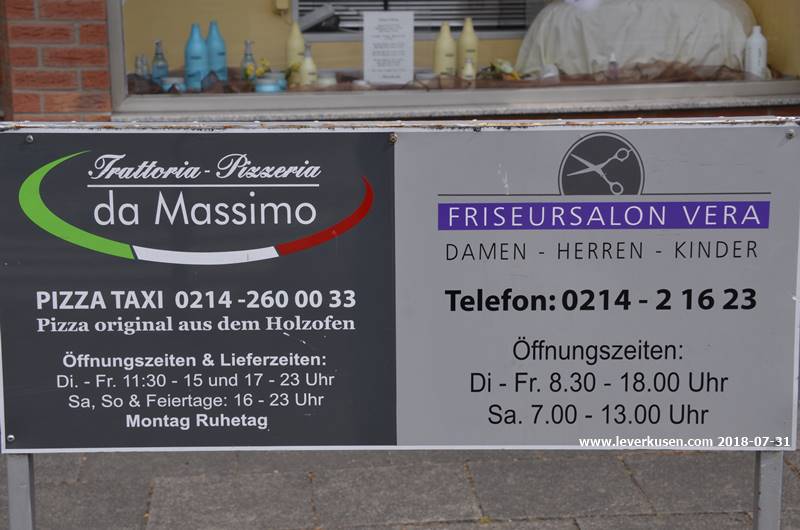 Trattoria - Pizzeria
da Massimo
PIZZA TAXI 0214 -260 00 33
Pizza original aus dem Holzofen
Öffnungszeiten & Lieferzeiten:
Di. - Fr. 11:30 - 15 und 17 - 23 Uhr
Sa, So & Feiertage: 16 - 23 Uhr
Montag Ruhetag
FRISEURSALON VERA
DAMEN - HERREN - KINDER
Telefon: 0214 - 2 16 23
Öffnungszeiten:
Di - Fr. 8.30 - 18.00 Uhr
Sa. 7.00 - 13.00 Uhr
www.leverkusen.com 2018-07-31